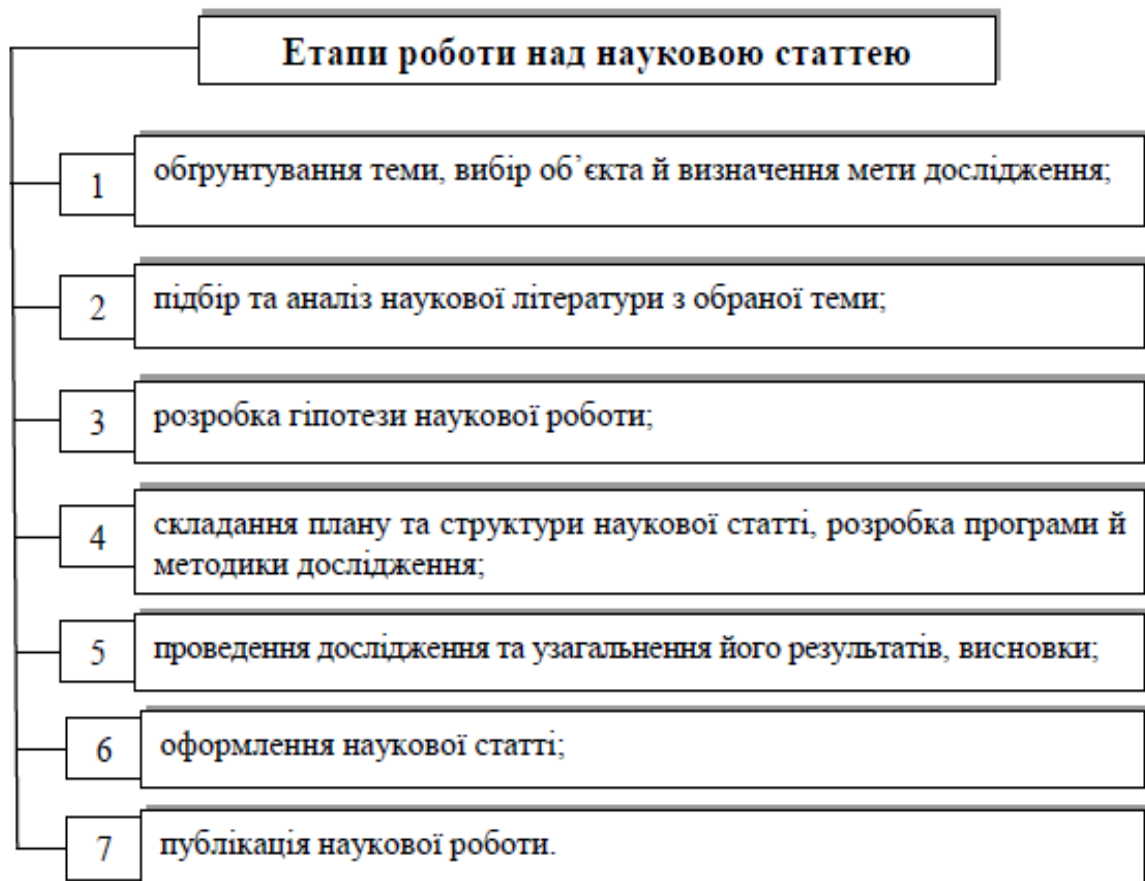 Етапи роботи над науковою статтею
1
обґрунтування теми, вибір об’єкта й визначення мети дослідження;
2
підбір та аналіз наукової літератури з обраної теми;
3
розробка гіпотези наукової роботи;
4
складання плану та структури наукової статті, розробка програми й
методики дослідження;
5
проведення дослідження та узагальнення його результатів, висновки;
6
оформлення наукової статті;
7
публікація наукової роботи.